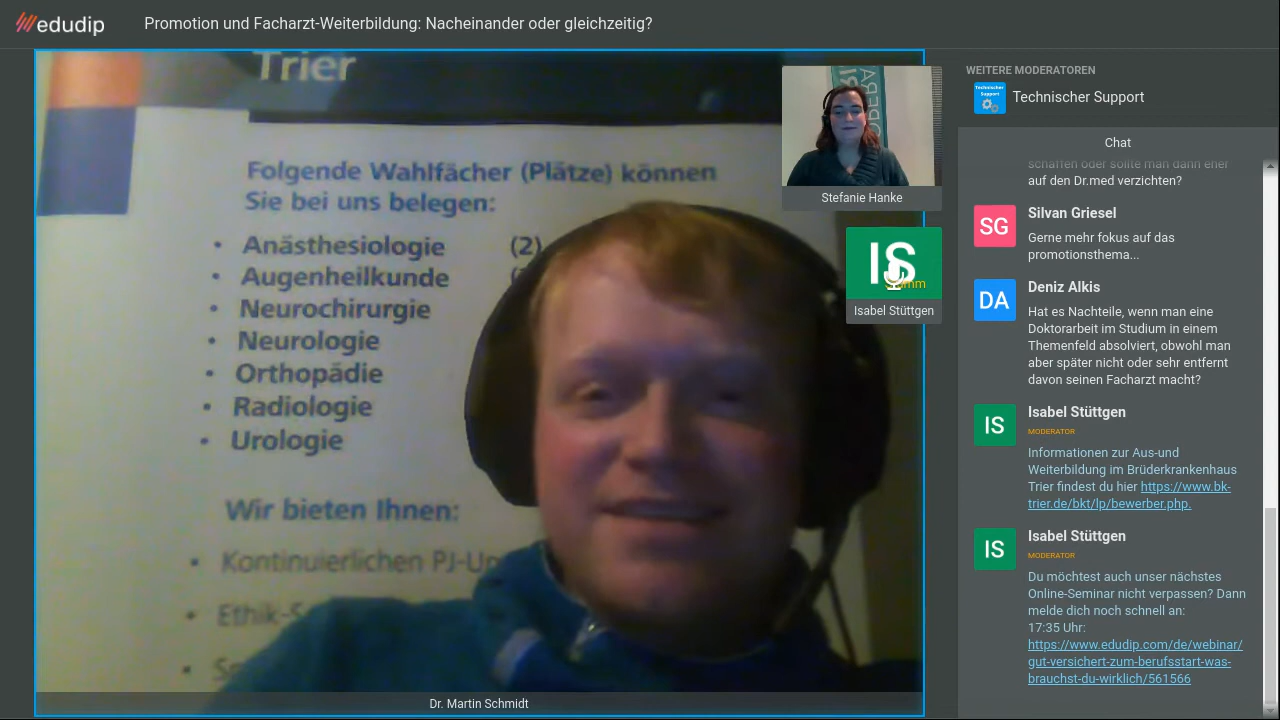 edudip
Promotion und Facharzt-Weiterbildung: Nacheinander oder gleichzeitig?
Trier
Folgende Wahlfächer (Plätze) können
Sie bei uns belegen:
• Anästhesiologie (2)
• Augenheilkunde
• Neurochirurgie
• Neurologie
• Orthopädie
• Radiologie
• Urologie
Wir bieten Ihnen:
• Kontinuierlichen
• Ethik-S
Dr. Martin Schmidt
Stefanie Hanke
IS
Isabel Stüttgen
WEITERE MODERATOREN
Technischer
Support
Technischer Support
Chat
schaffen oder sollte man dann eher
auf den Dr.med verzichten?
SG
Silvan Griesel
Gerne mehr fokus auf das
promotionsthema...
DA
Deniz Alkis
Hat es Nachteile, wenn man eine
Doktorarbeit im Studium in einem
Themenfeld absolviert, obwohl man
aber später nicht oder sehr entfernt
davon seinen Facharzt macht?
IS
Isabel Stüttgen
MODERATOR
Informationen zur Aus-und
Weiterbildung im Brüderkrankenhaus
Trier findest du hier https://www.bk-
trier.de/bkt/lp/bewerber.php.
IS
Isabel Stüttgen
MODERATOR
Du möchtest auch unser nächstes
Online-Seminar nicht verpassen? Dann
melde dich noch schnell an:
17:35 Uhr:
https://www.edudip.com/de/webinar/
gut-versichert-zum-berufsstart-was-
brauchst-du-wirklich/561566